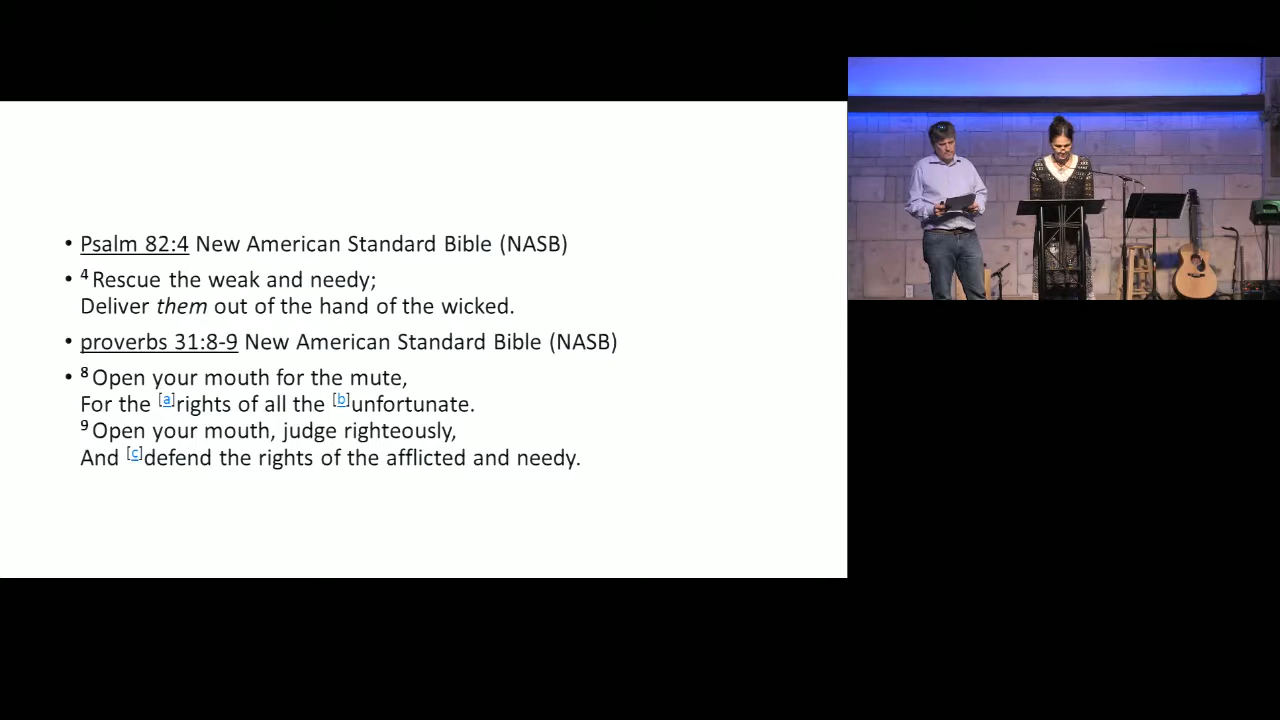 • Psalm 82:4 New American Standard Bible (NASB)
• 4 Rescue the weak and needy;
Deliver them out of the hand of the wicked.
• proverbs 31:8-9 New American Standard Bible (NASB)
• 8 Open your mouth for the mute,
For the [a]rights of all the [b]unfortunate.
9 Open your mouth, judge righteously,
And [c]defend the rights of the afflicted and needy.